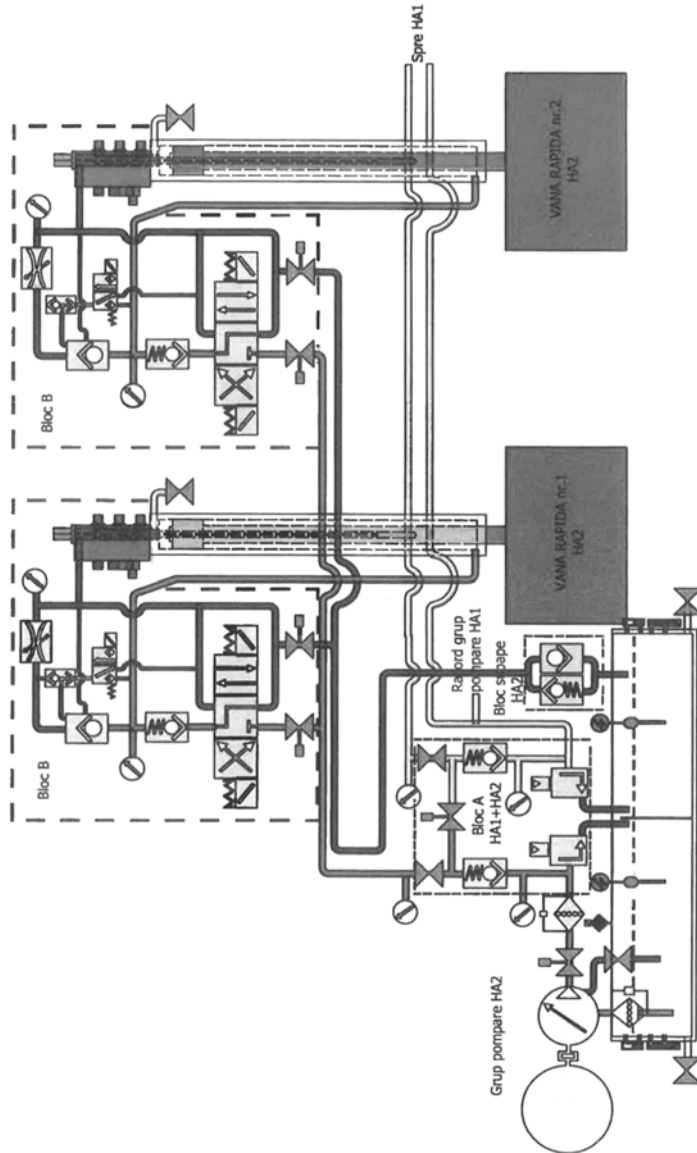 Bloc B
Bloc B
Spre HA1
Racord grup
pompare HA1
Bloc A
HA1+HA2
Bloc supape
HA2
Grup pompare HA2
VANA RAPIDA nr.1
HA2
VANA RAPIDA nr.2
HA2